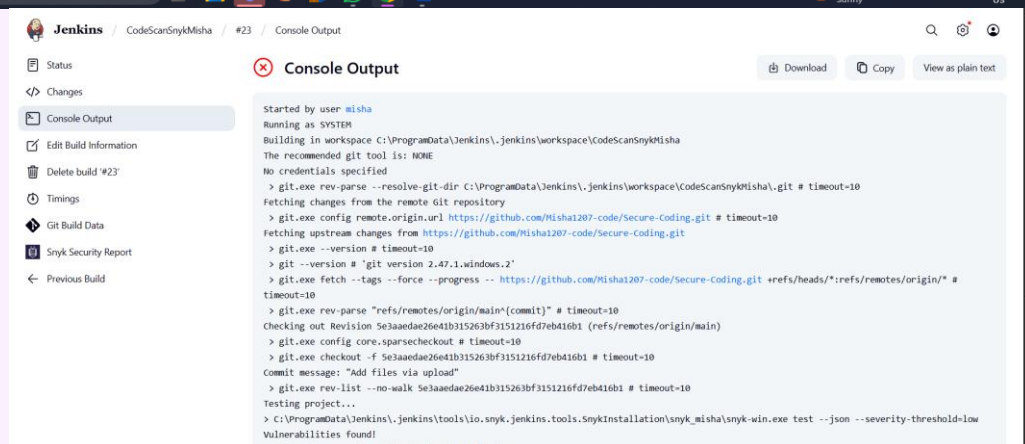 Sunny
Jenkins / CodeScanSnykMisha / #23 / Console Output
Status
Changes
Console Output
Edit Build Information
Delete build '#23'
Timings
Git Build Data
Snyk Security Report
Previous Build
Console Output
Download
Copy
View as plain text
Started by user misha
Running as SYSTEM
Building in workspace C:\ProgramData\Jenkins\.jenkins\workspace\CodeScanSnykMisha
The recommended git tool is: NONE
No credentials specified
> git.exe rev-parse --resolve-git-dir C:\ProgramData\Jenkins\.jenkins\workspace\CodeScanSnykMisha\.git # timeout=10
Fetching changes from the remote Git repository
> git.exe config remote.origin.url https://github.com/Misha1207-code/Secure-Coding.git # timeout=10
Fetching upstream changes from https://github.com/Misha1207-code/Secure-Coding.git
> git.exe --version # timeout=10
> git --version # 'git version 2.47.1.windows.2'
> git.exe fetch --tags --force --progress -- https://github.com/Misha1207-code/Secure-Coding.git +refs/heads/*:refs/remotes/origin/* #
timeout=10
> git.exe rev-parse "refs/remotes/origin/main^{commit}" # timeout=10
Checking out Revision 5e3aaedae26e41b315263bf3151216fd7eb416b1 (refs/remotes/origin/main)
> git.exe config core.sparsecheckout # timeout=10
> git.exe checkout -f 5e3aaedae26e41b315263bf3151216fd7eb416b1 # timeout=10
Commit message: "Add files via upload"
> git.exe rev-list --no-walk 5e3aaedae26e41b315263bf3151216fd7eb416b1 # timeout=10
Testing project...
> C:\ProgramData\Jenkins\.jenkins\tools\io.snyk.jenkins.tools.SnykInstallation\snyk_misha\snyk-win.exe test --json --severity-threshold=low
Vulnerabilities found!